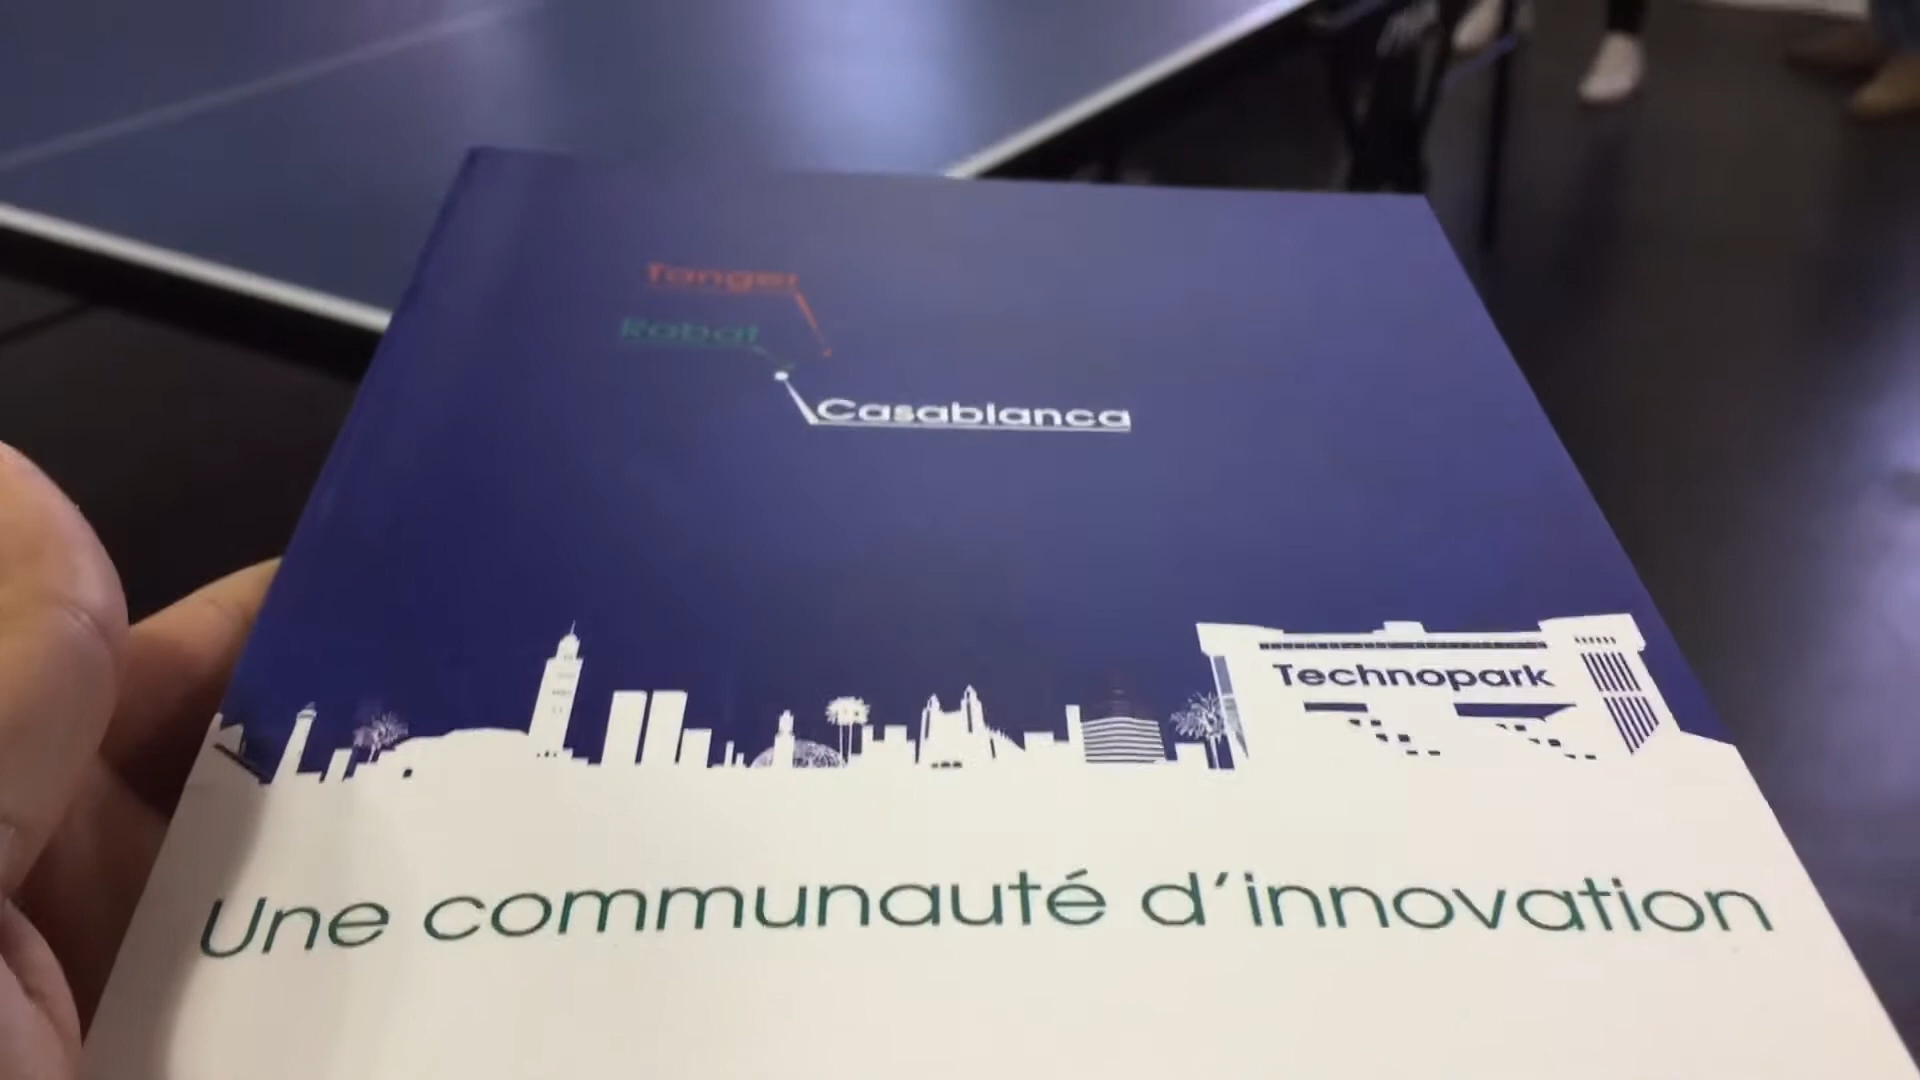 Tanger
Rabat
Casablanca
Technopark
Une communauté d'innovation